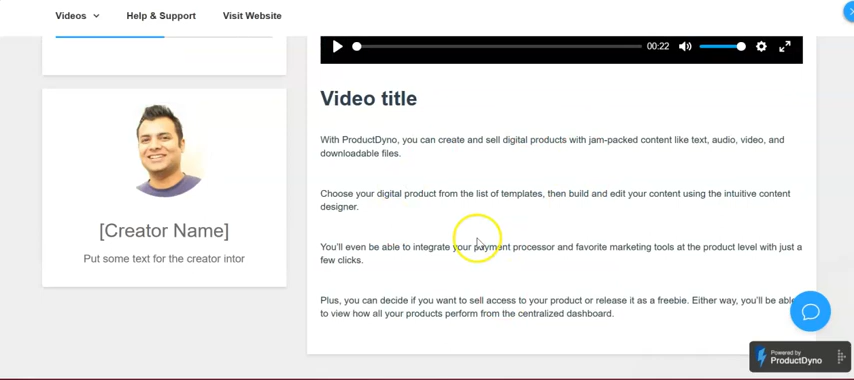 Videos
Help & Support
Visit Website
00:22
Video title
With ProductDyno, you can create and sell digital products with jam-packed content like text, audio, video, and
downloadable files.
Choose your digital product from the list of templates, then build and edit your content using the intuitive content
designer.
You'll even be able to integrate your payment processor and favorite marketing tools at the product level with just a
few clicks.
Plus, you can decide if you want to sell access to your product or release it as a freebie. Either way, you'll be able
to view how all your products perform from the centralized dashboard.
[Creator Name]
Put some text for the creator intor
Powered by
ProductDyno